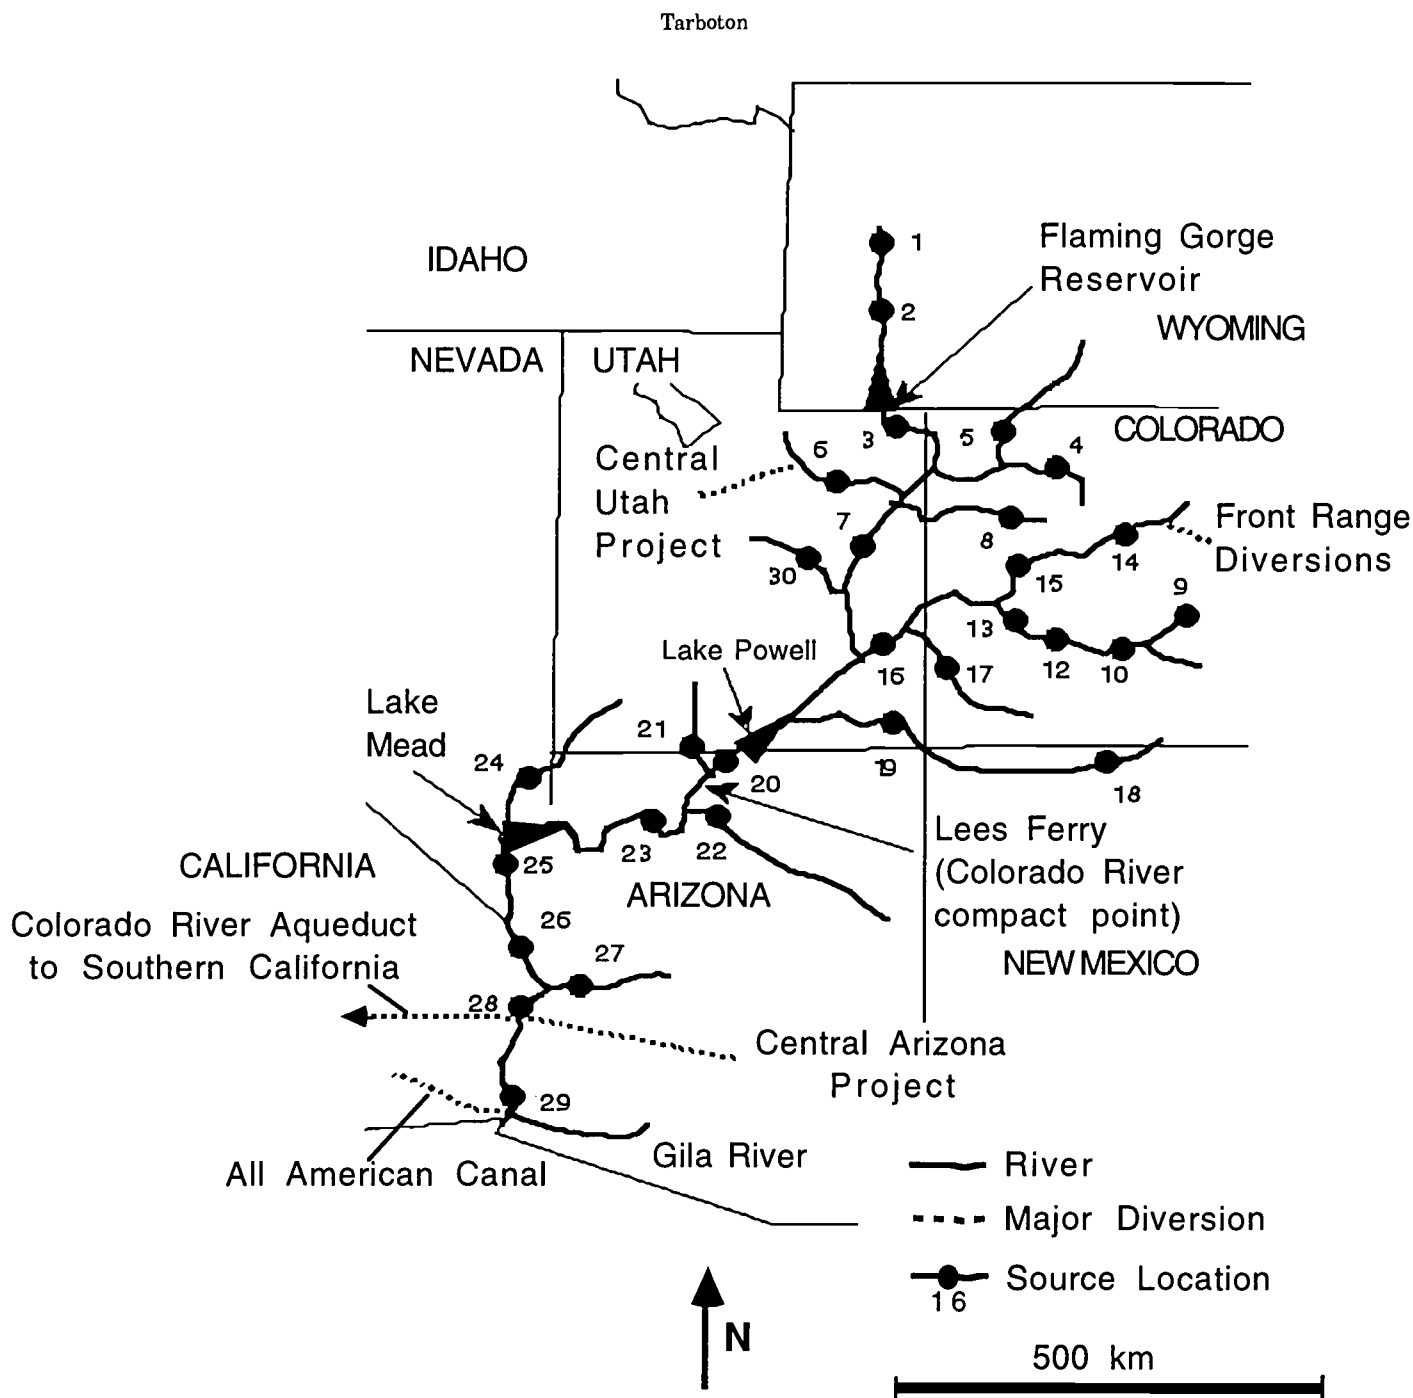 Tarboton
1
Flaming Gorge
Reservoir
IDAHO
2
WYOMING
NEVADA
UTAH
3
5
4
COLORADO
6
Central
Utah
Project
7
8
Front Range
Diversions
14
30
15
9
13
12
10
Lake Powell
16
17
Lake
Mead
21
24
20
19
18
Lees Ferry
(Colorado River
compact point)
23
22
25
CALIFORNIA
ARIZONA
26
Colorado River Aqueduct
to Southern California
27
NEW MEXICO
28
Central Arizona
Project
29
All American Canal
Gila River
River
Major Diversion
Source Location
16
N
500 km